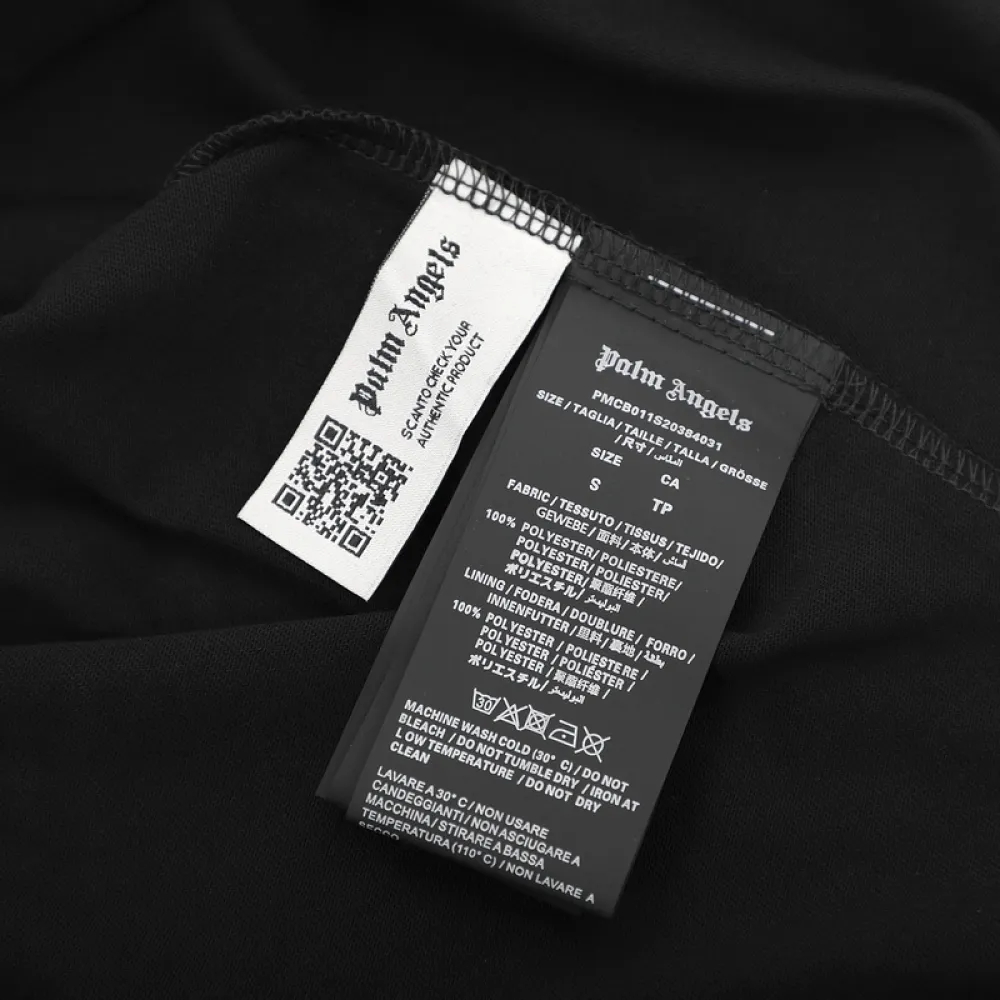 Palm Angels
SCAN TO CHECK YOUR
AUTHENTIC PRODUCT
Palm Angels
PMCB011S20384031
SIZE / TAGLIA / TAILLE / TALLA / GRÖSSE
/ 尺寸 /
SIZE CA
S TP
FABRIC / TESSUTO / TISSUS / TEJIDO /
GEWEBE / 面料 / 本体 /
100% POLYESTER / POLIESTERE /
POLYESTER / POLIESTER /
POLYESTER / 聚酯纤维 /
ポリエステル / البوليستر
LINING / FODERA / DOUBLURE / FORRO /
INNENFUTTER / 里料 / 裏地 / بطانة /
100% POLYESTER / POLIESTERE /
POLYESTER / POLIÉSTER /
POLYESTER / 聚酯纤维 /
ポリエステル / البوليستر
30
MACHINE WASH COLD (30° C) / DO NOT
BLEACH / DO NOT TUMBLE DRY / IRON AT
LOW TEMPERATURE / DO NOT DRY
CLEAN
LAVARE A 30° C / NON USARE
CANDEGGIANTI / NON ASCIUGARE A
MACCHINA / STIRARE A BASSA
TEMPERATURA (110° C) / NON LAVARE A
SECCO